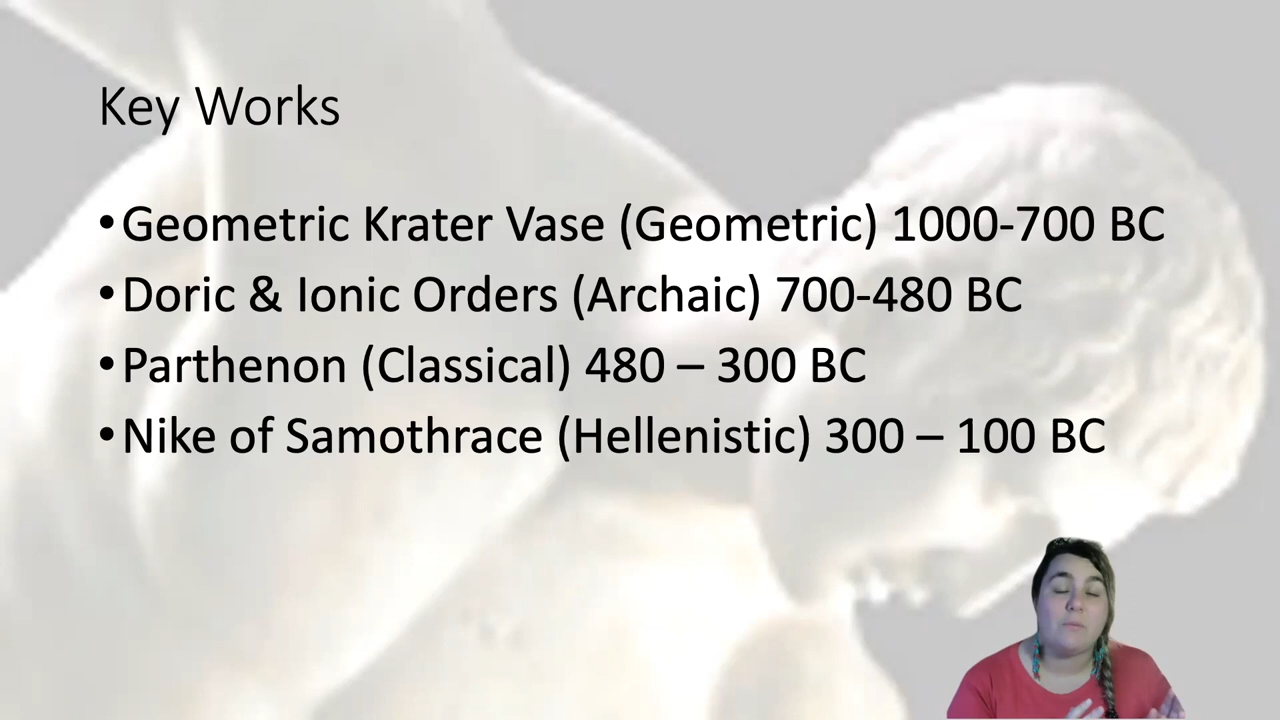 Key Works
•Geometric Krater Vase (Geometric) 1000-700 BC
•Doric & Ionic Orders (Archaic) 700-480 BC
•Parthenon (Classical) 480 – 300 BC
•Nike of Samothrace (Hellenistic) 300 – 100 BC